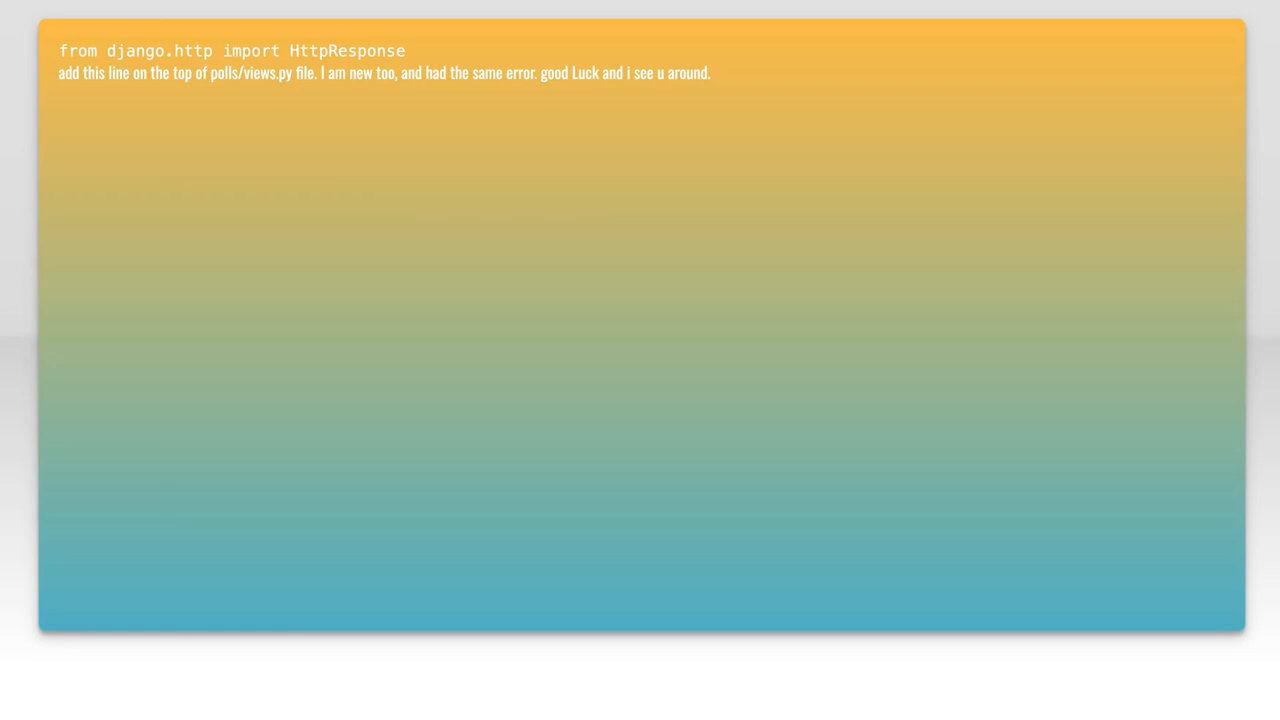 from django.http import HttpResponse
add this line on the top of polls/views.py file. I am new too, and had the same error. good Luck and i see u around.